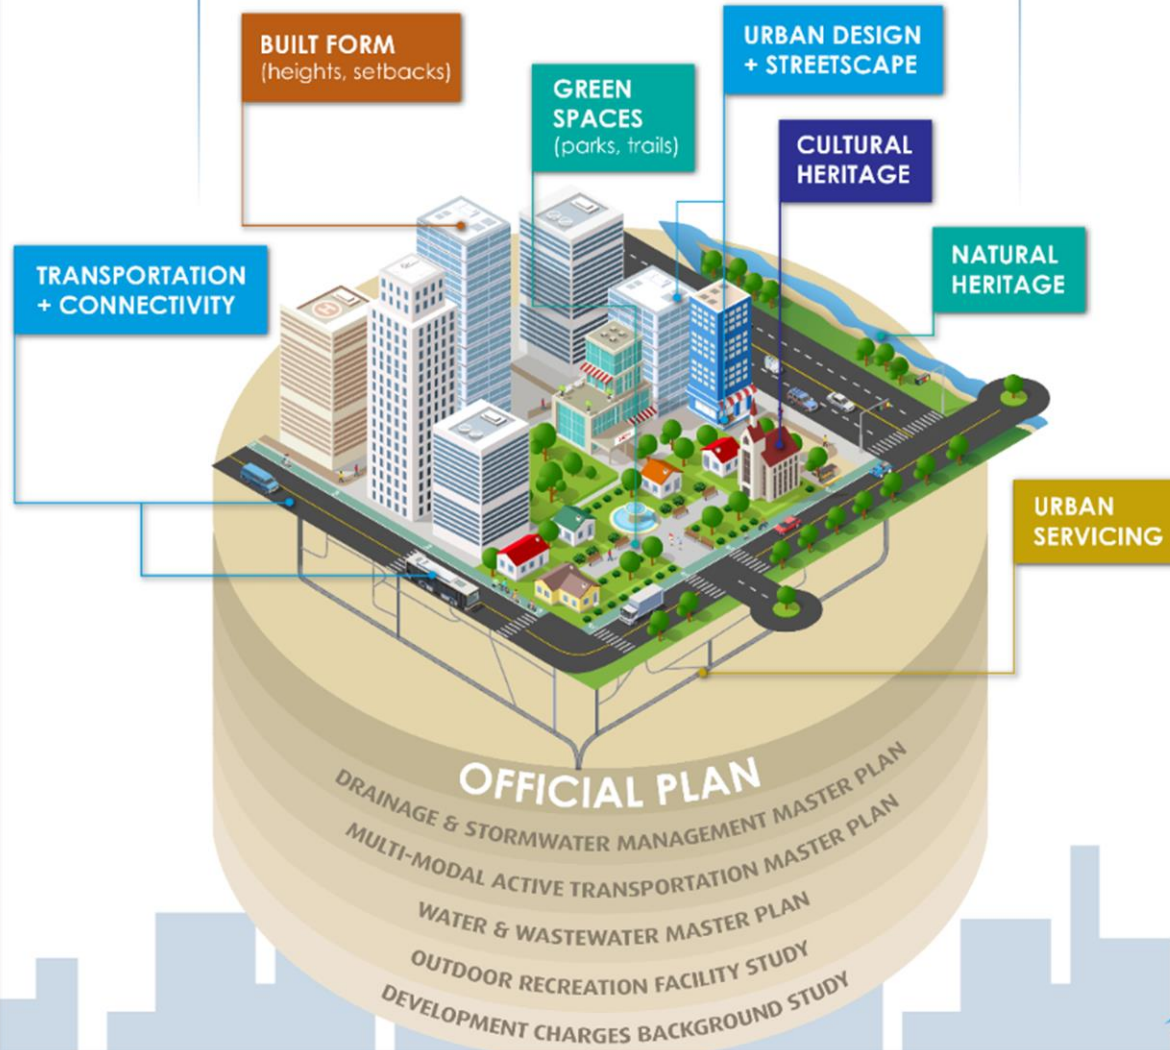 BUILT FORM
(heights, setbacks)
URBAN DESIGN
+ STREETSCAPE
GREEN
SPACES
(parks, trails)
CULTURAL
HERITAGE
TRANSPORTATION
+ CONNECTIVITY
NATURAL
HERITAGE
URBAN
SERVICING
OFFICIAL PLAN
DRAINAGE & STORMWATER MANAGEMENT MASTER PLAN
MULTI-MODAL ACTIVE TRANSPORTATION MASTER PLAN
WATER & WASTEWATER MASTER PLAN
OUTDOOR RECREATION FACILITY STUDY
DEVELOPMENT CHARGES BACKGROUND STUDY